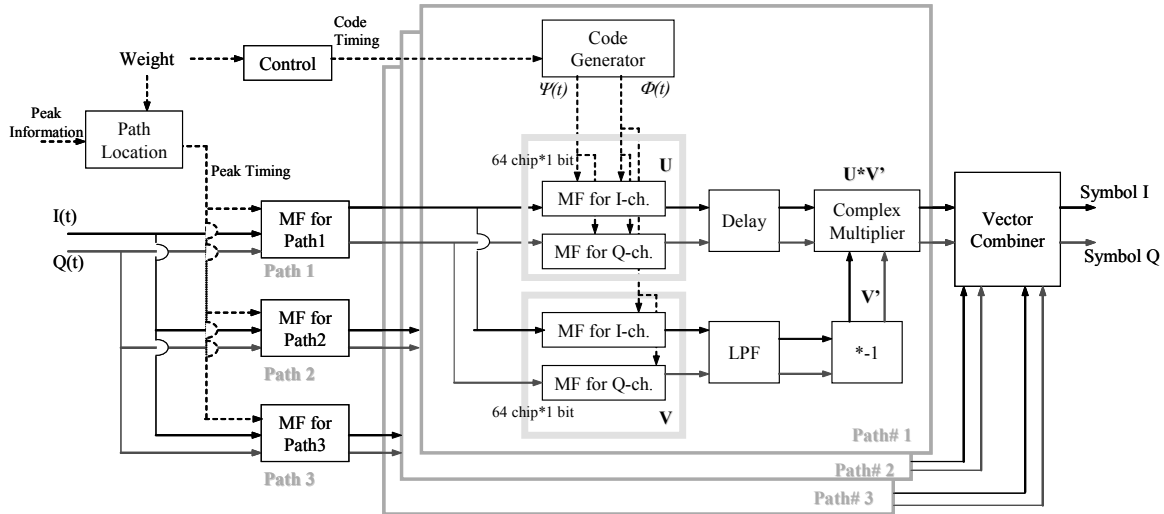 Code
Timing
Weight
Control
Code
Generator
Ψ(t)
Φ(t)
Peak
Information
Path
Location
Peak Timing
64 chip*1 bit
U
U*V'
I(t)
Q(t)
MF for
Path1
Path 1
MF for I-ch.
MF for Q-ch.
Delay
Complex
Multiplier
Vector
Combiner
Symbol I
Symbol Q
V'
MF for
Path2
Path 2
MF for I-ch.
MF for Q-ch.
LPF
*-1
64 chip*1 bit
V
MF for
Path3
Path 3
Path# 1
Path# 2
Path# 3